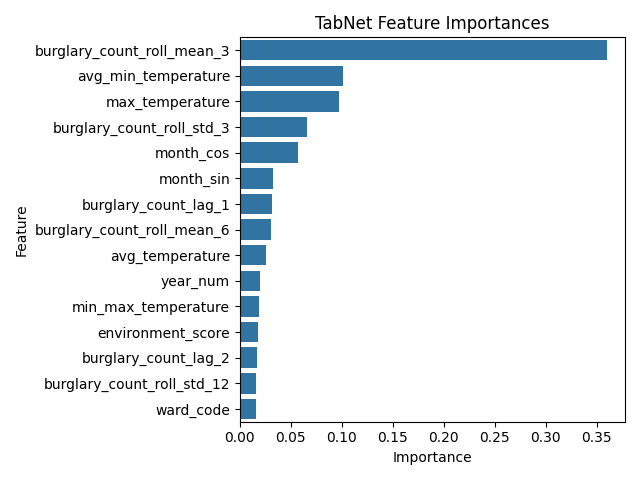 TabNet Feature Importances
burglary_count_roll_mean_3
avg_min_temperature
max_temperature
burglary_count_roll_std_3
month_cos
month_sin
burglary_count_lag_1
burglary_count_roll_mean_6
avg_temperature
year_num
min_max_temperature
environment_score
burglary_count_lag_2
burglary_count_roll_std_12
ward_code
Feature
0.00 0.05 0.10 0.15 0.20 0.25 0.30 0.35
Importance